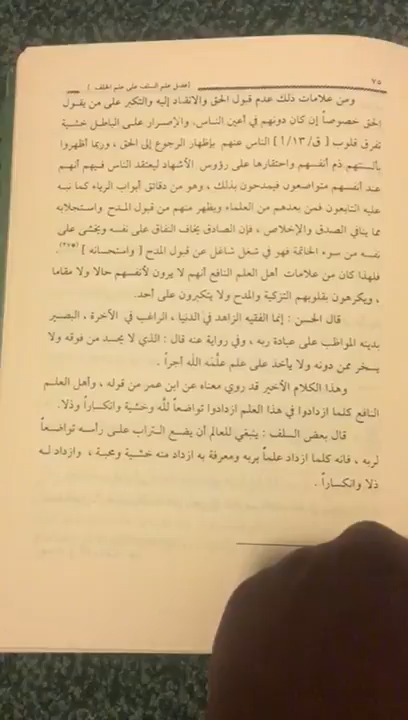 ٧٥
[ فضل علم السلف على علم الخلف ]
ومن علامات ذلك عدم قبول الحق والانقياد إليه والتكبر على من يقول
الحق خصوصاً إن كان دونهم في أعين الناس، والإصرار على الباطل خشية
تفرق قلوب [ ق/١٣/أ ] الناس عنهم بإظهار الرجوع إلى الحق ، وربما أظهروا
بألسنتهم ذم أنفسهم واحتقارها على رؤوس الأشهاد ليعتقد الناس فيهم أنهم
عند أنفسهم متواضعون فيمدحون بذلك ، وهو من دقائق أبواب الرياء كما نبه
عليه التابعون فمن بعدهم من العلماء ويظهر منهم من قبول المدح واستجلابه
مما ينافي الصدق والإخلاص ، فإن الصادق يخاف النفاق على نفسه ويخشى على
نفسه من سوء الخاتمة فهو في شغل شاغل عن قبول المدح [ واستحسانه ]
فلهذا كان من علامات أهل العلم النافع أنهم لا يرون لأنفسهم حالا ولا مقاما
، ويكرهون بقلوبهم التزكية والمدح ولا يتكبرون على أحد.
قال الحسن : إنما الفقيه الزاهد في الدنيا ، الراغب في الآخرة ، البصير
بدينه المواظب على عبادة ربه ، وفي رواية عنه قال : الذي لا يحسد من فوقه ولا
يسخر ممن دونه ولا يأخذ على علم علَّمَه الله أجراً .
وهذا الكلام الأخير قد روي معناه عن ابن عمر من قوله ، وأهل العلم
النافع كلما ازدادوا في هذا العلم ازدادوا تواضعاً لله وخشية وانكساراً وذلا.
قال بعض السلف : ينبغي للعالم أن يضع التراب على رأسه تواضعاً
لربه ، فانه كلما ازداد علماً بربه ومعرفة به ازداد منه خشية ومحبة ، وازداد له
ذلا وانكساراً .